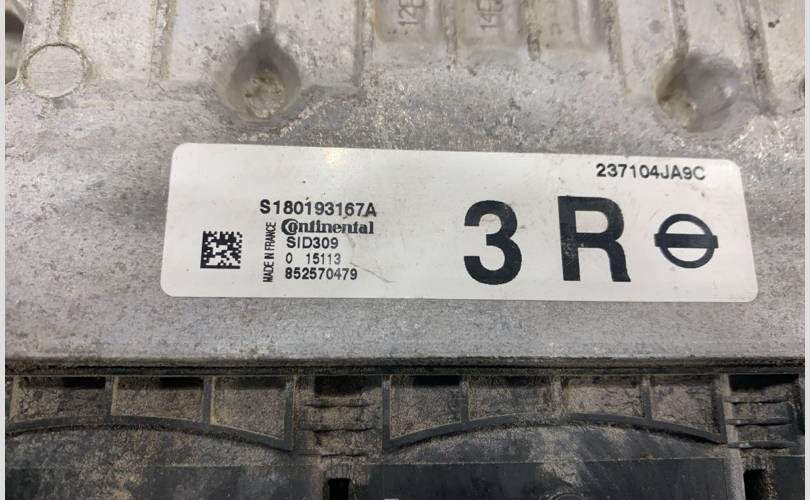 237104JA9C
S180193167A
MADE IN FRANCE
Continental
SID309
0 15113
852570479
3 R